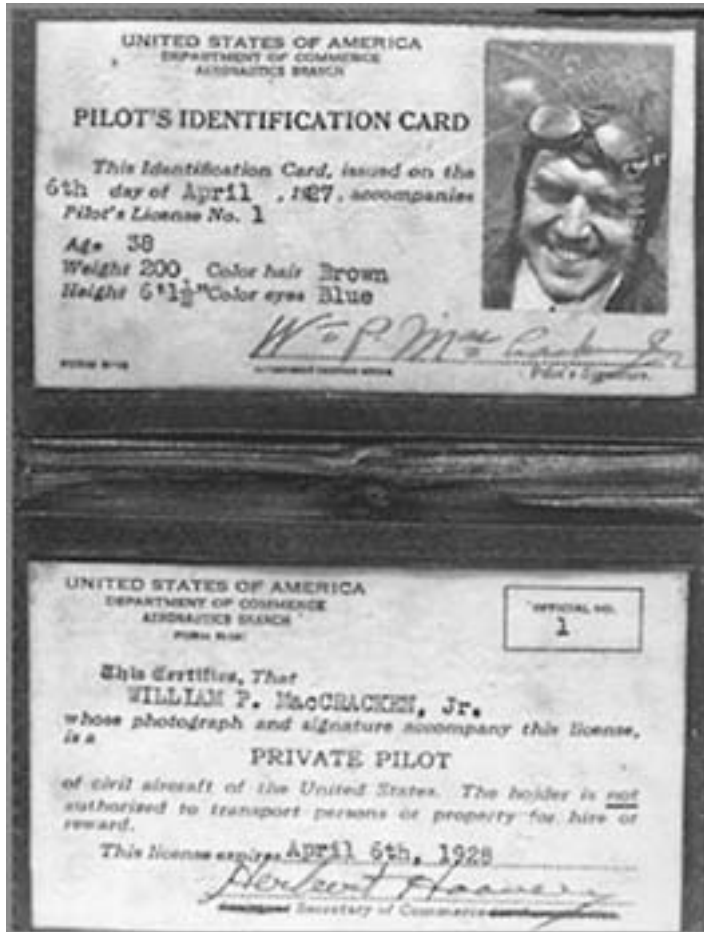 UNITED STATES OF AMERICA
DEPARTMENT OF COMMERCE
AERONAUTICS BRANCH
PILOT'S IDENTIFICATION CARD
This Identification Card, issued on the
6th day of April , 1927, accompanies
Pilot's License No. 1
Age 38
Weight 200 Color hair Brown
Height 6'1½" Color eyes Blue
Wm P. MacCracken Jr
Pilot's Signature.
UNITED STATES OF AMERICA
DEPARTMENT OF COMMERCE
AERONAUTICS BRANCH
OFFICIAL NO.
1
This Certifies, That
WILLIAM P. MacCRACKEN, Jr.
whose photograph and signature accompany this license,
is a
PRIVATE PILOT
of civil aircraft of the United States. The holder is not
authorized to transport persons or property for hire or
reward.
This license expires April 6th, 1928
Herbert Hoover
Secretary of Commerce